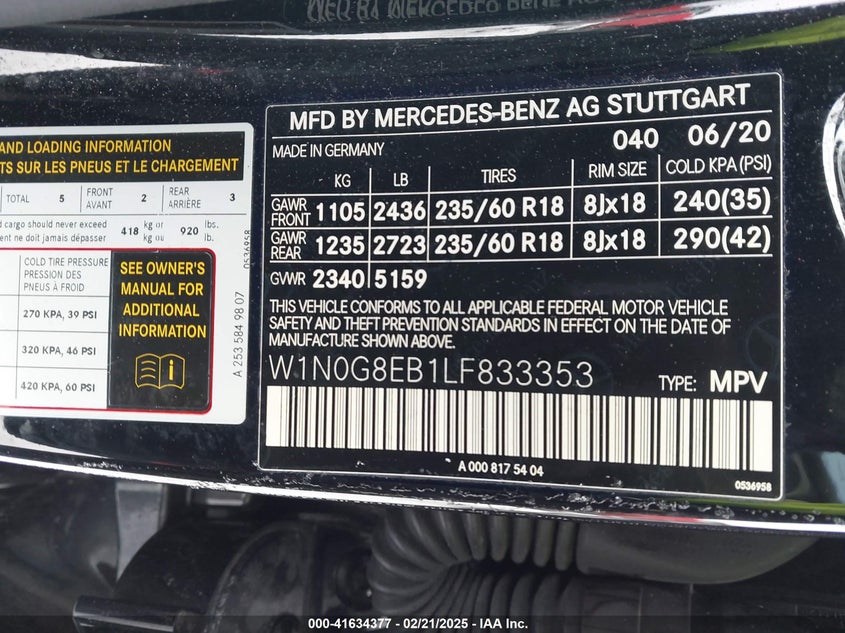 MFD BY MERCEDES-BENZ AG STUTTGART
MADE IN GERMANY 040 06/20
KG LB TIRES RIM SIZE COLD KPA (PSI)
GAWR FRONT 1105 2436 235/60 R18 8Jx18 240(35)
GAWR REAR 1235 2723 235/60 R18 8Jx18 290(42)
GVWR 2340 5159
THIS VEHICLE CONFORMS TO ALL APPLICABLE FEDERAL MOTOR VEHICLE
SAFETY AND THEFT PREVENTION STANDARDS IN EFFECT ON THE DATE OF
MANUFACTURE SHOWN ABOVE.
W1N0G8EB1LF833353 TYPE: MPV
A 000 817 54 04
0536958
AND LOADING INFORMATION
SUR LES PNEUS ET LE CHARGEMENT
TOTAL 5 FRONT AVANT 2 REAR ARRIÈRE 3
cargo should never exceed 418 kg or 920 lbs.
ne doit jamais dépasser kg ou lb.
COLD TIRE PRESSURE
PRESSION DES
PNEUS À FROID
270 KPA, 39 PSI
320 KPA, 46 PSI
420 KPA, 60 PSI
SEE OWNER'S
MANUAL FOR
ADDITIONAL
INFORMATION
0536958
A 253 584 98 07
000-41634377 - 02/21/2025 - IAA Inc.